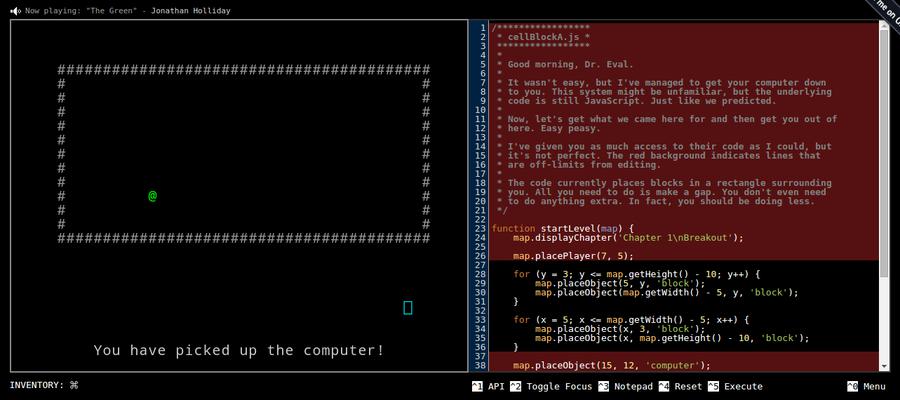 Now playing: "The Green" - Jonathan Holliday
me on G
#########################################
# #
# #
# #
# #
# #
# #
# #
# #
# @ #
# #
# #
#########################################
You have picked up the computer!
INVENTORY: ⌘
1 /*****************
2 * cellBlockA.js *
3 *****************
4 *
5 * Good morning, Dr. Eval.
6 *
7 * It wasn't easy, but I've managed to get your computer down
8 * to you. This system might be unfamiliar, but the underlying
9 * code is still JavaScript. Just like we predicted.
10 *
11 * Now, let's get what we came here for and then get you out of
12 * here. Easy peasy.
13 *
14 * I've given you as much access to their code as I could, but
15 * it's not perfect. The red background indicates lines that
16 * are off-limits from editing.
17 *
18 * The code currently places blocks in a rectangle surrounding
19 * you. All you need to do is make a gap. You don't even need
20 * to do anything extra. In fact, you should be doing less.
21 */
22
23 function startLevel(map) {
24 map.displayChapter('Chapter 1\nBreakout');
25
26 map.placePlayer(7, 5);
27
28 for (y = 3; y <= map.getHeight() - 10; y++) {
29 map.placeObject(5, y, 'block');
30 map.placeObject(map.getWidth() - 5, y, 'block');
31 }
32
33 for (x = 5; x <= map.getWidth() - 5; x++) {
34 map.placeObject(x, 3, 'block');
35 map.placeObject(x, map.getHeight() - 10, 'block');
36 }
37
38 map.placeObject(15, 12, 'computer');
^1 API ^2 Toggle Focus ^3 Notepad ^4 Reset ^5 Execute ^0 Menu